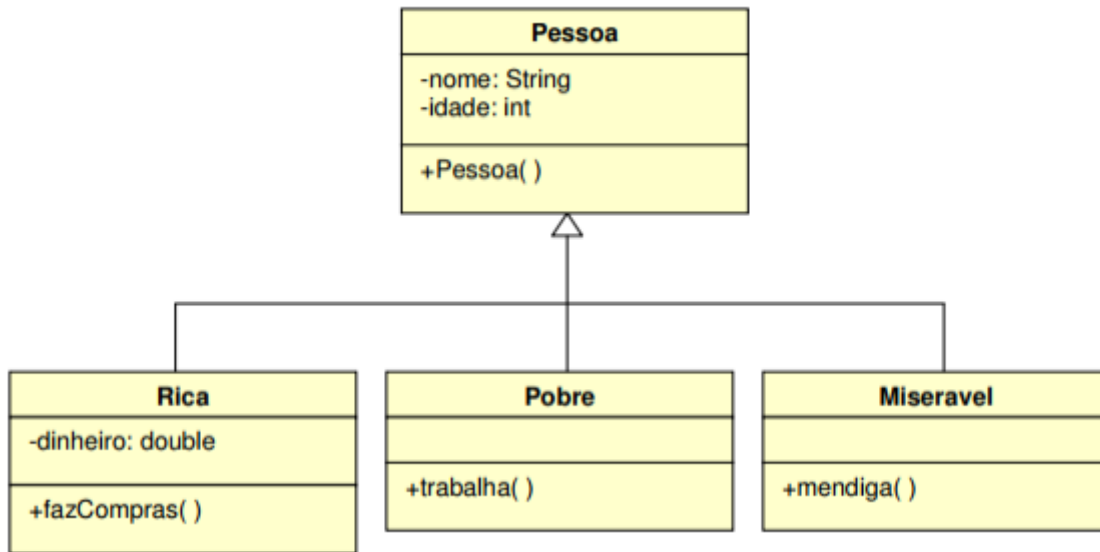 Pessoa
-nome: String
-idade: int
+Pessoa( )
Rica
-dinheiro: double
+fazCompras( )
Pobre
+trabalha( )
Miseravel
+mendiga( )